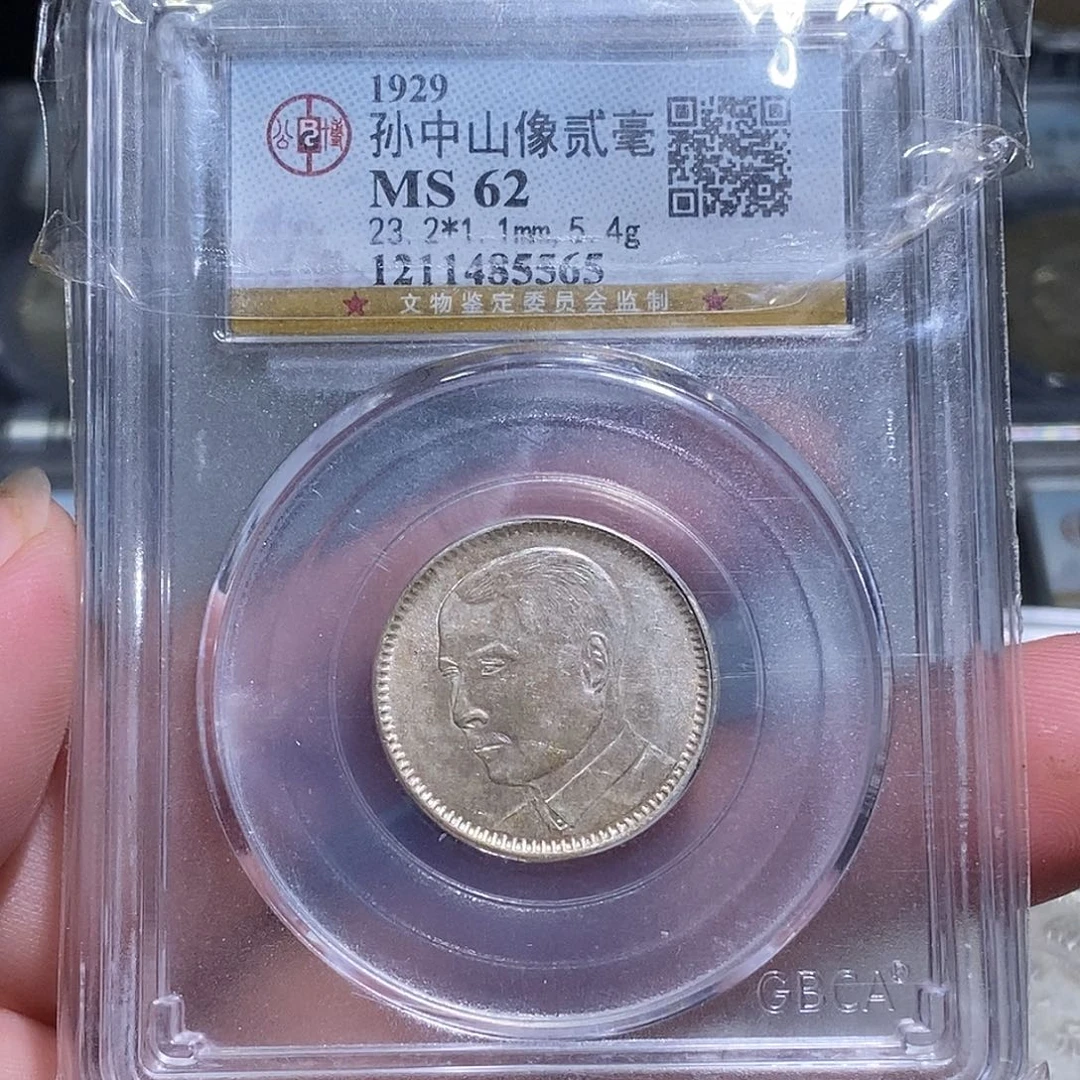 1929
孙中山像贰毫
MS 62
23.2*1.1mm,5.4g
1211485565
文物鉴定委员会监制
GBCA